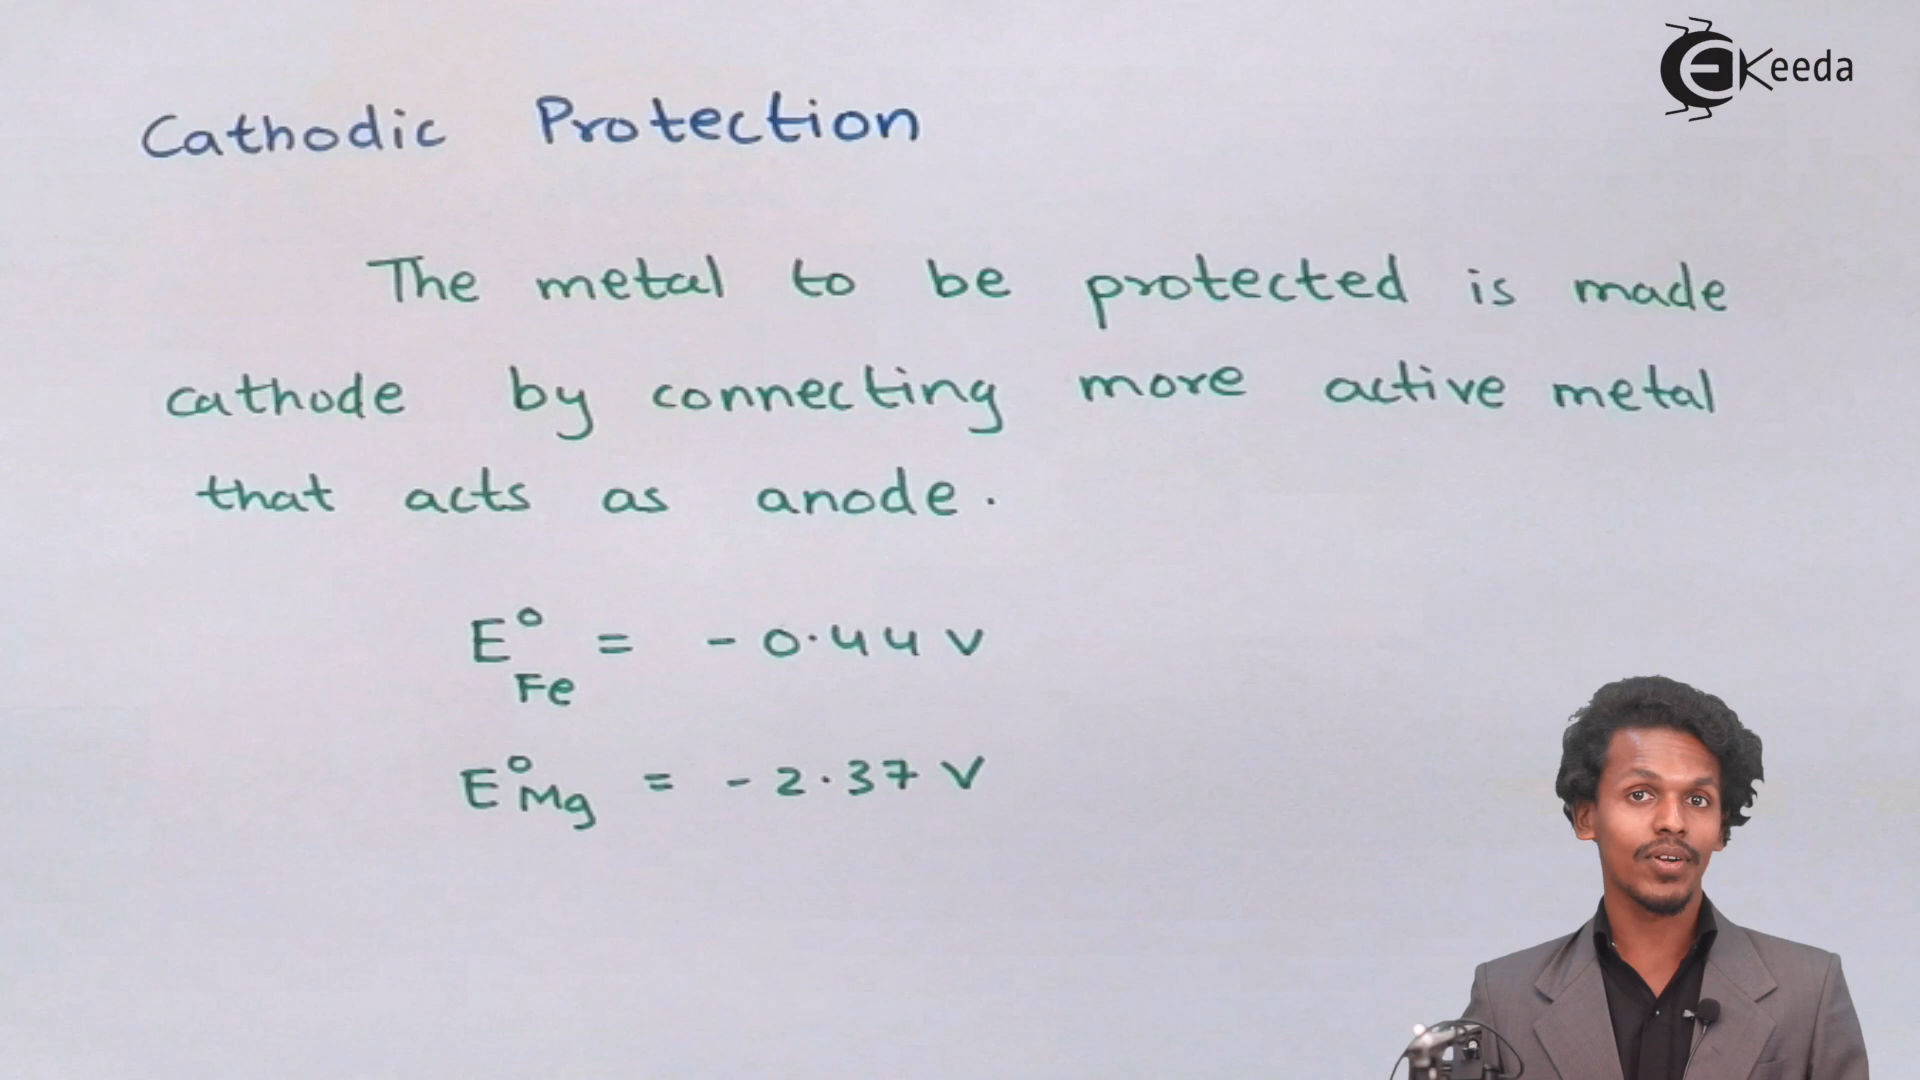 EKeeda
Cathodic Protection
The metal to be protected is made
cathode by connecting more active metal
that acts as anode.
E°Fe = - 0.44 V
E°Mg = - 2.37 V